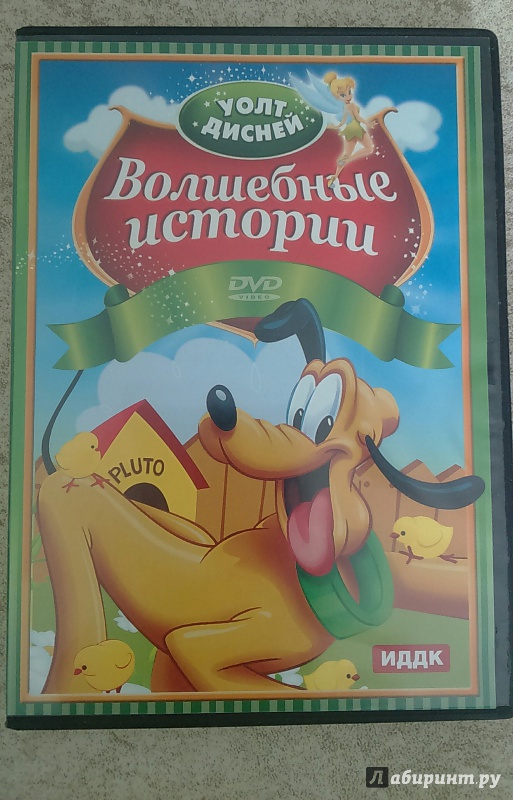 УОЛТ
ДИСНЕЙ
Волшебные
истории
DVD
VIDEO
PLUTO
ИДДК
Лабиринт.ру